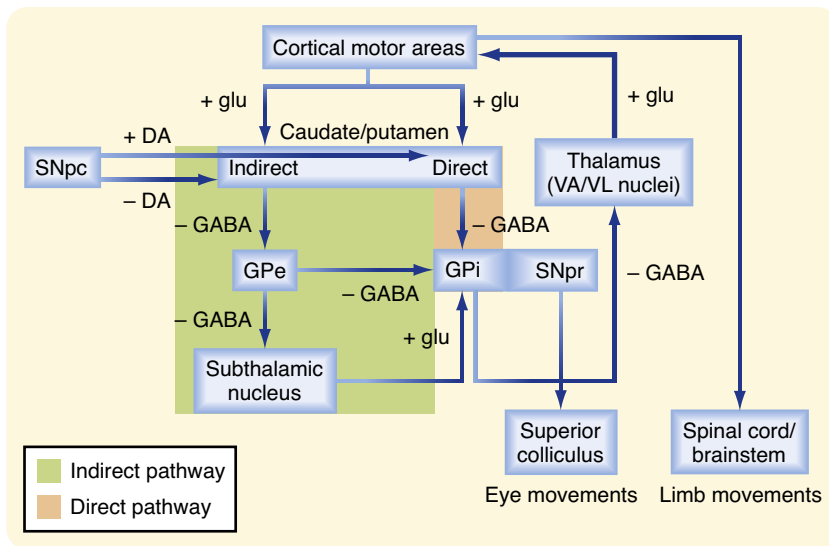 Cortical motor areas
+ glu
+ glu
+ glu
Caudate/putamen
+ DA
SNpc
– DA
Indirect
Direct
Thalamus
(VA/VL nuclei)
– GABA
– GABA
GPe
GPi
SNpr
– GABA
– GABA
– GABA
+ glu
Subthalamic
nucleus
Superior
colliculus
Spinal cord/
brainstem
Eye movements
Limb movements
Indirect pathway
Direct pathway